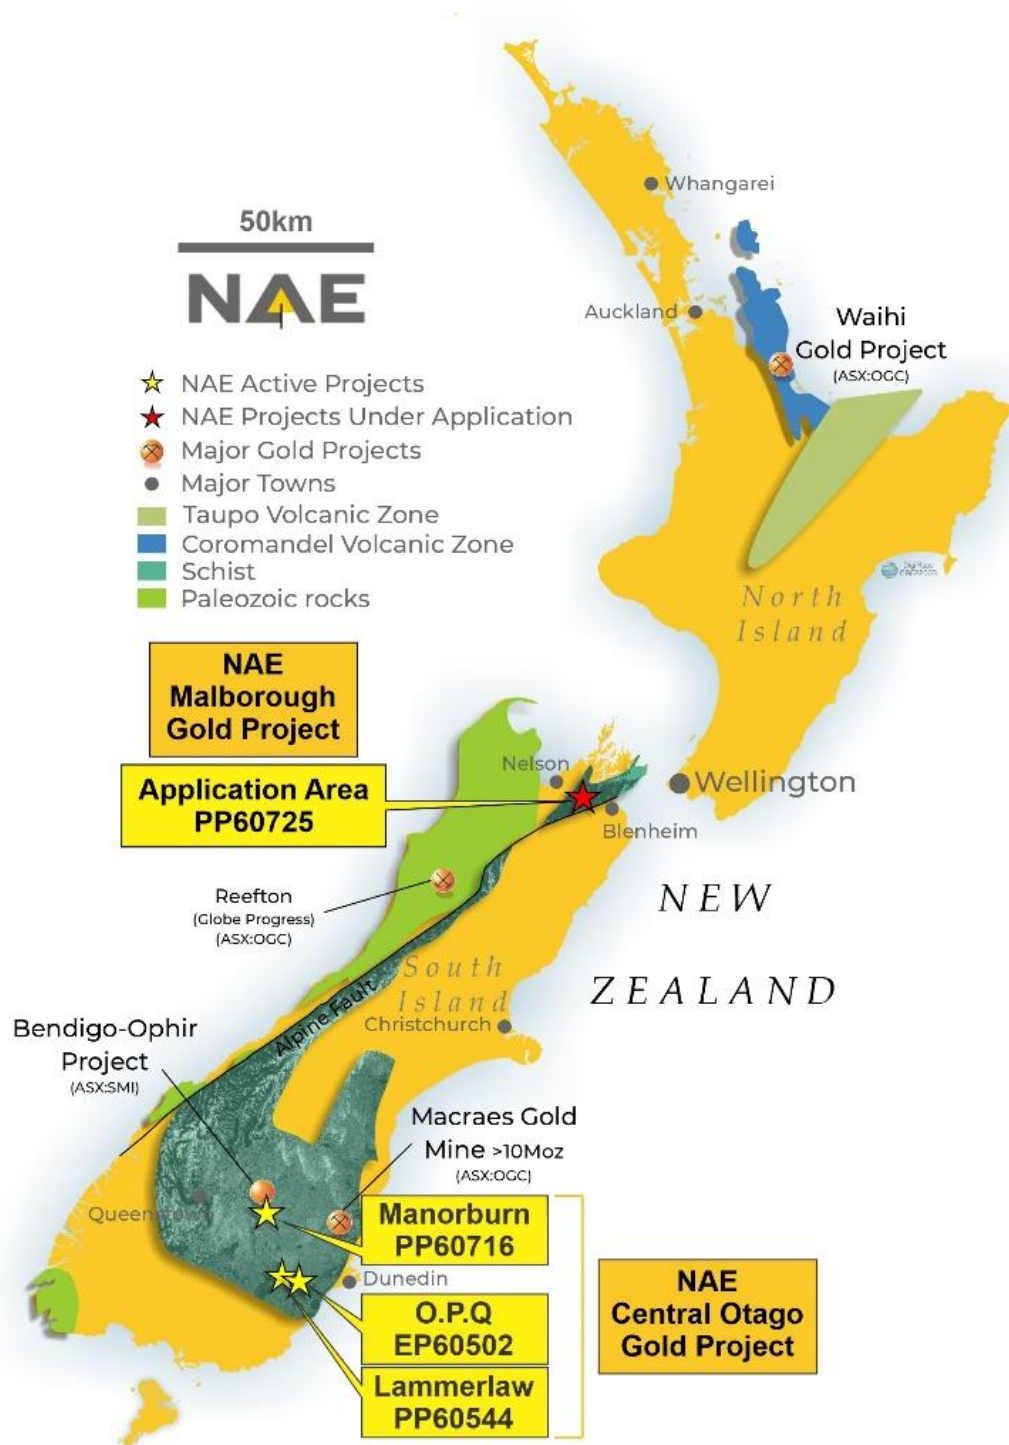 Whangarei
50km
NAE
Auckland
Waihi
Gold Project
(ASX:OGC)
NAE Active Projects
NAE Projects Under Application
Major Gold Projects
Major Towns
Taupo Volcanic Zone
Coromandel Volcanic Zone
Schist
Paleozoic rocks
North
Island
NAE
Malborough
Gold Project
Application Area
PP60725
Nelson
Wellington
Blenheim
Reefton
(Globe Progress)
(ASX:OGC)
NEW
ZEALAND
South
Island
Alpine Fault
Christchurch
Bendigo-Ophir
Project
(ASX:SMI)
Macraes Gold
Mine >10Moz
(ASX:OGC)
Manorburn
PP60716
Dunedin
O.P.Q
EP60502
Lammerlaw
PP60544
NAE
Central Otago
Gold Project